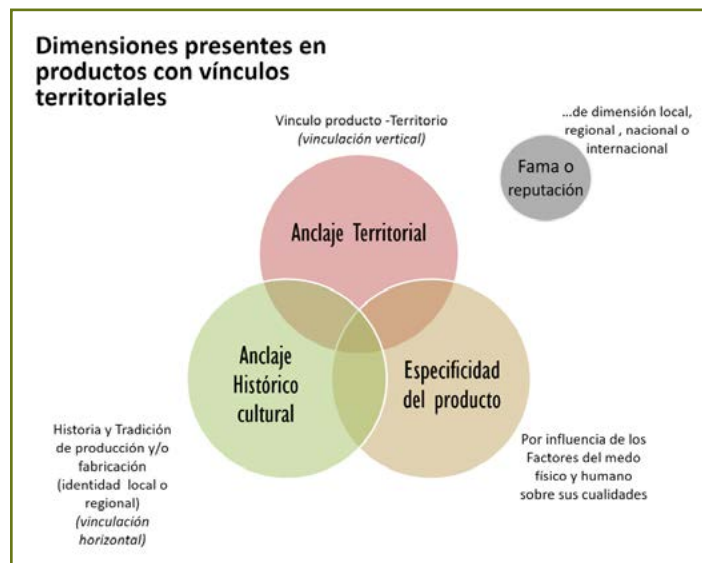 Dimensiones presentes en
productos con vínculos
territoriales
Vinculo producto -Territorio
(vinculación vertical)
...de dimensión local,
regional , nacional o
internacional
Fama o
reputación
Anclaje Territorial
Anclaje
Histórico
cultural
Especificidad
del producto
Historia y Tradición
de producción y/o
fabricación
(identidad local o
regional)
(vinculación
horizontal)
Por influencia de los
Factores del medo
físico y humano
sobre sus cualidades